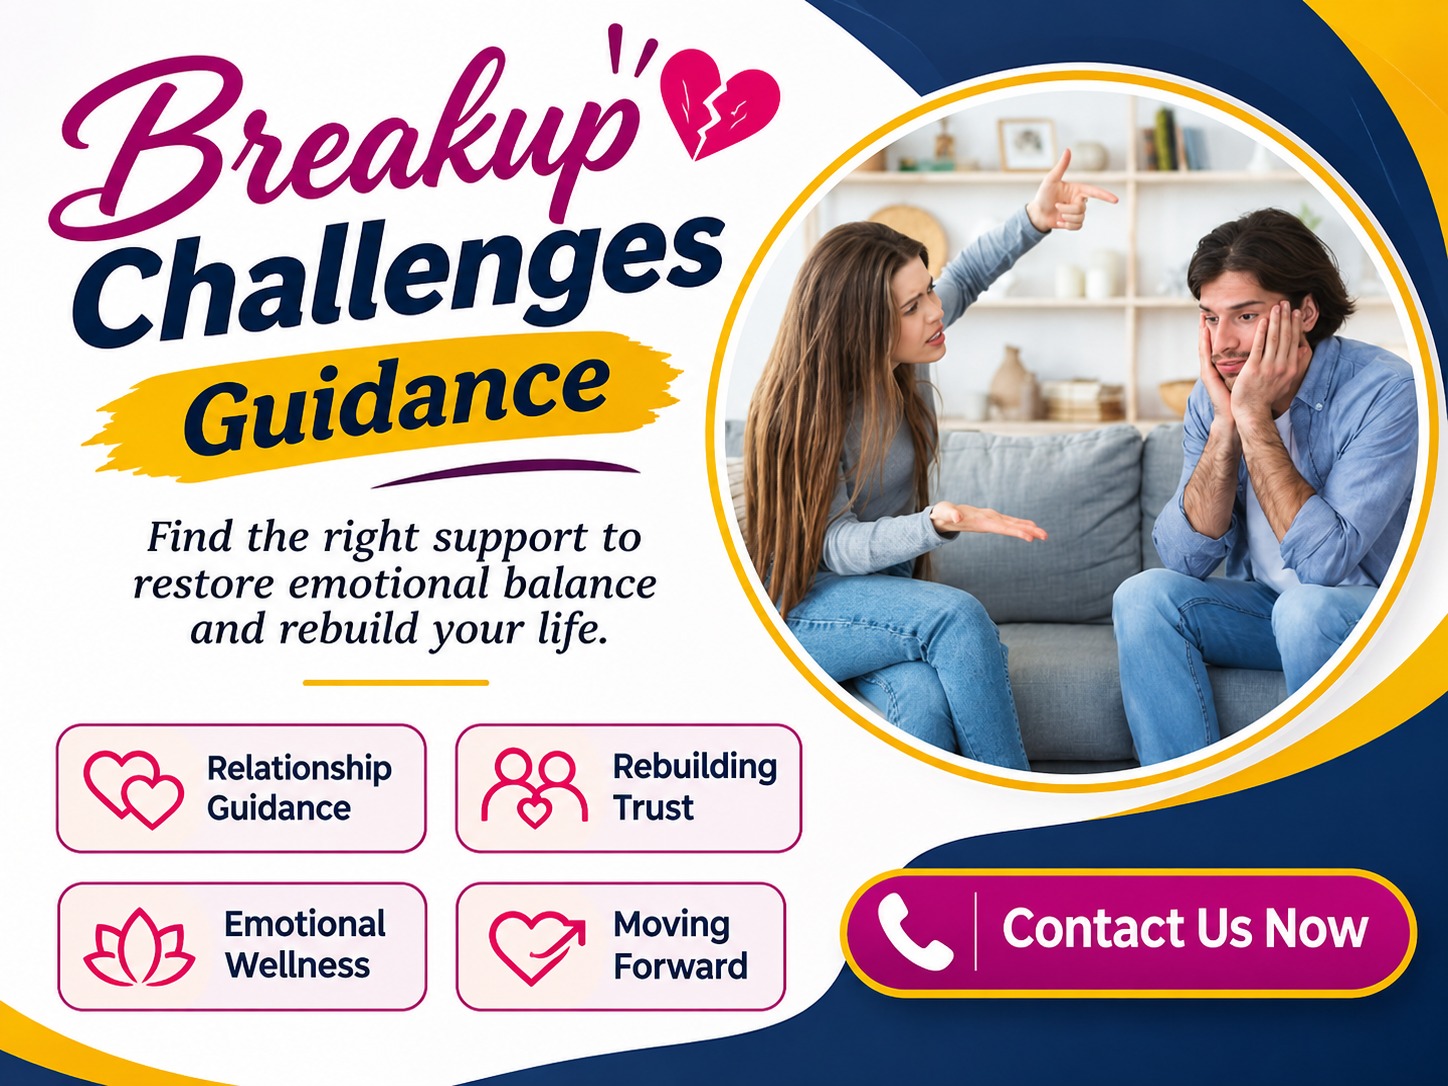 Breakup
Challenges
Guidance
Find the right support to
restore emotional balance
and rebuild your life.
Relationship
Guidance
Rebuilding
Trust
Emotional
Wellness
Moving
Forward
Contact Us Now